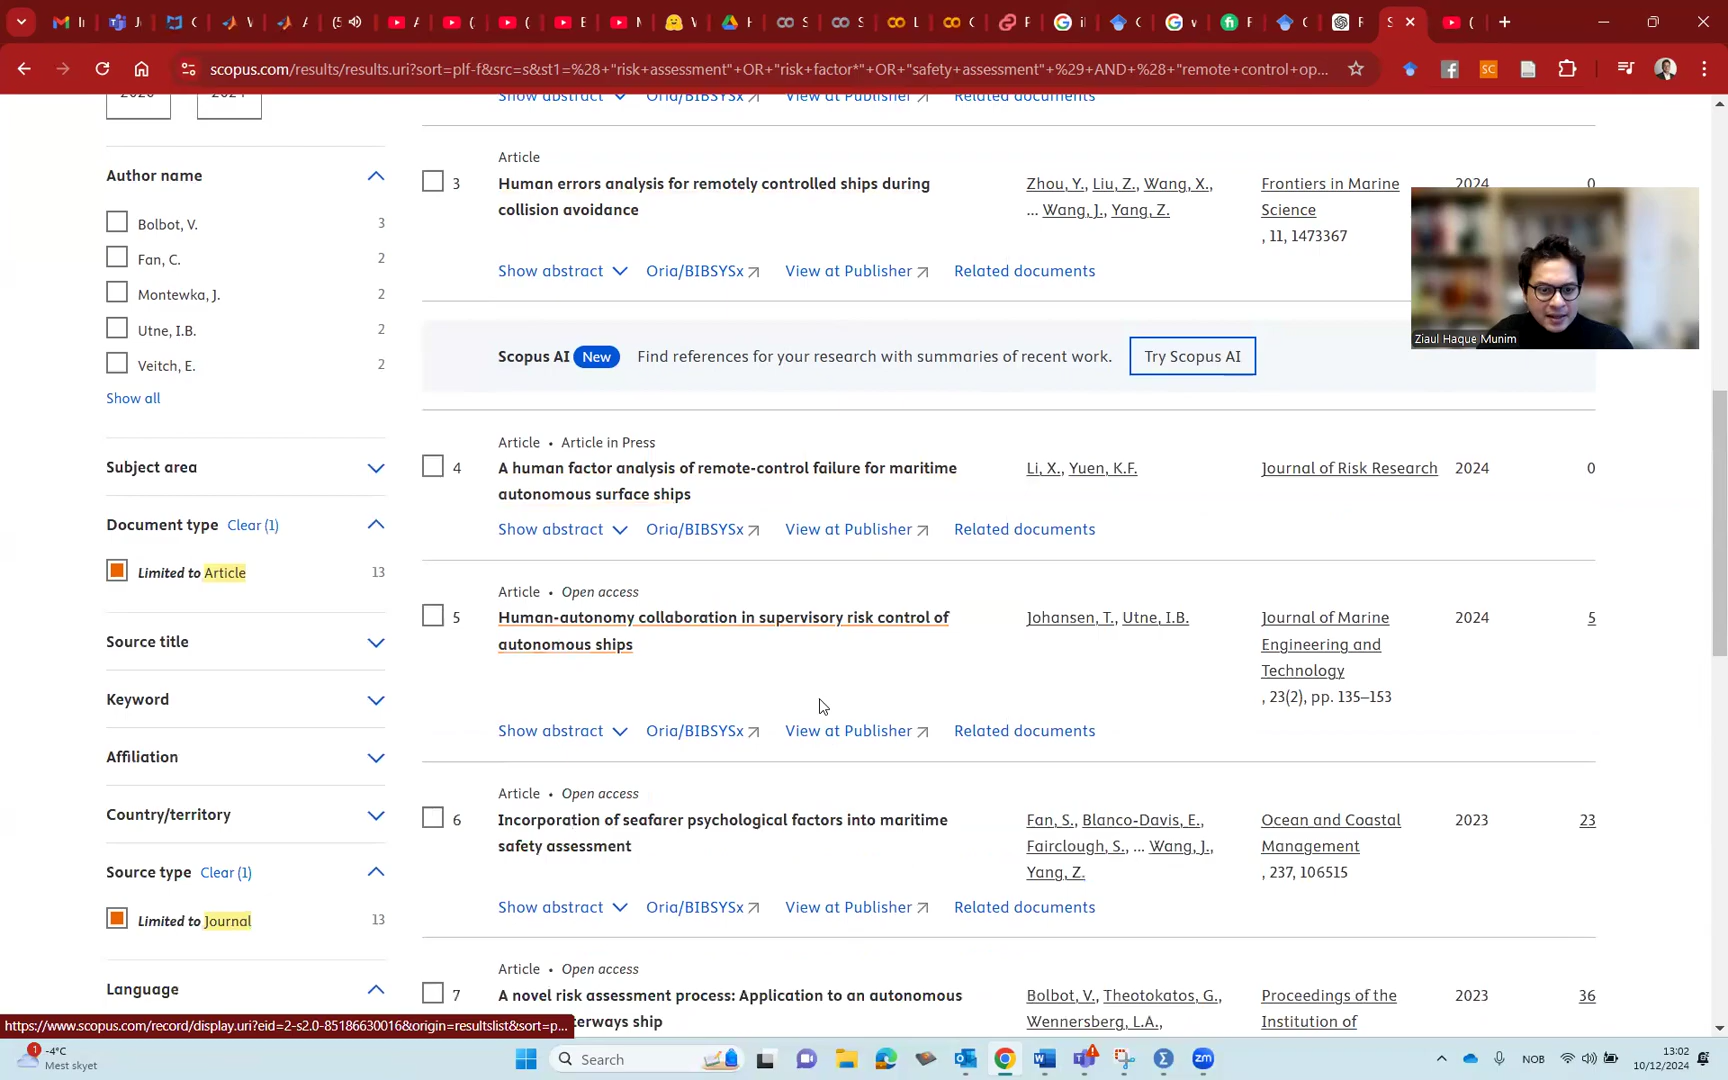 scopus.com/results/results.uri?sort=plf-f&src=s&st1=%28+"risk+assessment"+OR+"risk+factor*"+OR+"safety+assessment"+%29+AND+%28+"remote+control+op...
Show abstract Oria/BIBSYSx View at Publisher Related documents
Author name
Bolbot, V. 3
Fan, C. 2
Montewka, J. 2
Utne, I.B. 2
Veitch, E. 2
Show all
Subject area
Document type Clear (1)
Limited to Article 13
Source title
Keyword
Affiliation
Country/territory
Source type Clear (1)
Limited to Journal 13
Language
Article
3 Human errors analysis for remotely controlled ships during
collision avoidance
Zhou, Y., Liu, Z., Wang, X.,
... Wang, J., Yang, Z.
Frontiers in Marine
Science
, 11, 1473367
2024 0
Show abstract Oria/BIBSYSx View at Publisher Related documents
Ziaul Haque Munim
Scopus AI New Find references for your research with summaries of recent work. Try Scopus AI
Article • Article in Press
4 A human factor analysis of remote-control failure for maritime
autonomous surface ships
Li, X., Yuen, K.F.
Journal of Risk Research 2024 0
Show abstract Oria/BIBSYSx View at Publisher Related documents
Article • Open access
5 Human-autonomy collaboration in supervisory risk control of
autonomous ships
Johansen, T., Utne, I.B.
Journal of Marine
Engineering and
Technology
, 23(2), pp. 135–153
2024 5
Show abstract Oria/BIBSYSx View at Publisher Related documents
Article • Open access
6 Incorporation of seafarer psychological factors into maritime
safety assessment
Fan, S., Blanco-Davis, E.,
Fairclough, S., ... Wang, J.,
Yang, Z.
Ocean and Coastal
Management
, 237, 106515
2023 23
Show abstract Oria/BIBSYSx View at Publisher Related documents
Article • Open access
7 A novel risk assessment process: Application to an autonomous
terways ship
Bolbot, V., Theotokatos, G.,
Wennersberg, L.A.,
Proceedings of the
Institution of
2023 36
https://www.scopus.com/record/display.uri?eid=2-s2.0-85186630016&origin=resultslist&sort=p...
1 -4°C
Mest skyet
Search
NOB
13:02
10/12/2024